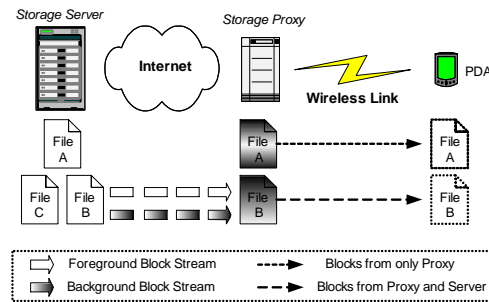 Storage Server
Storage Proxy
Internet
PDA
Wireless Link
File A
File A
File A
File C
File B
File B
File B
Foreground Block Stream
Blocks from only Proxy
Background Block Stream
Blocks from Proxy and Server